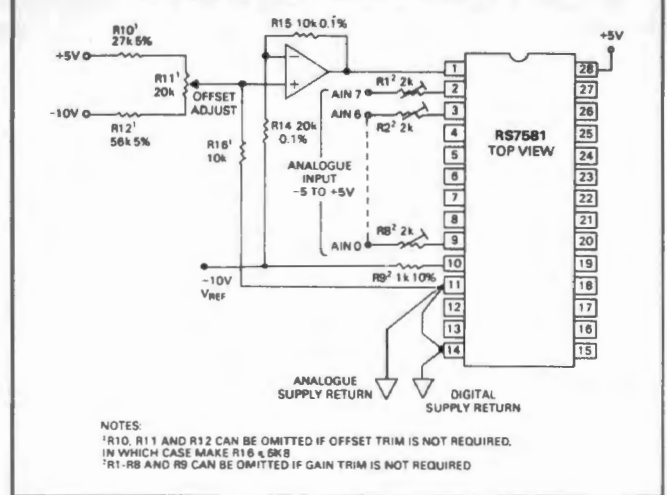 R15 10k 0.1%
R10¹
27k 5%
+5V
R11¹
20k
OFFSET
ADJUST
-10V
R12¹
56k 5%
R16¹
10k
R14 20k
0.1%
ANALOGUE
INPUT
-5 TO +5V
AIN 7
R1² 2k
AIN 6
R2² 2k
AIN 0
R8² 2k
-10V
VREF
R9² 1k 10%
+5V
RS7581
TOP VIEW
1
2
3
4
5
6
7
8
9
10
11
12
13
14
28
27
26
25
24
23
22
21
20
19
18
17
16
15
ANALOGUE
SUPPLY RETURN
DIGITAL
SUPPLY RETURN
NOTES:
¹R10, R11 AND R12 CAN BE OMITTED IF OFFSET TRIM IS NOT REQUIRED,
IN WHICH CASE MAKE R16 6K8
²R1-R8 AND R9 CAN BE OMITTED IF GAIN TRIM IS NOT REQUIRED